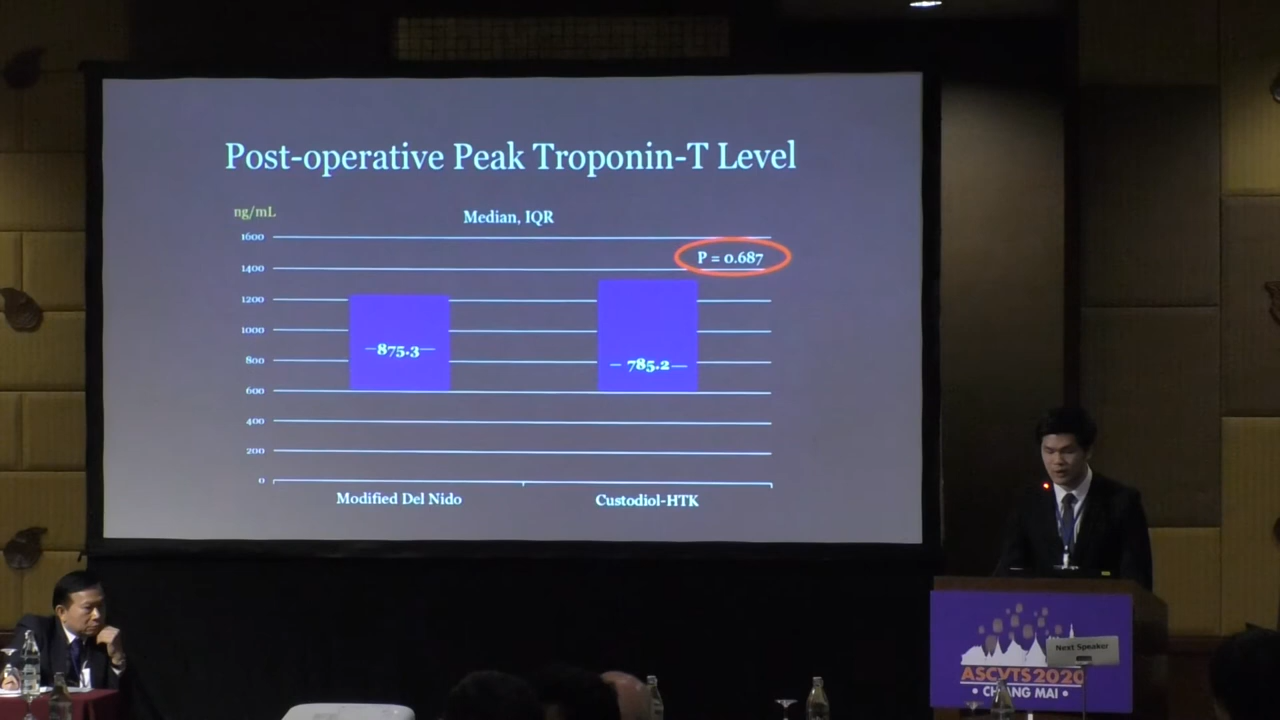 Post-operative Peak Troponin-T Level
ng/mL
Median, IQR
1600
P = 0.687
1400
1200
1000
875.3
800
785.2
600
400
200
0
Modified Del Nido
Custodiol-HTK
Next Speaker
ASCVTS 2020
• CHIANG MAI •